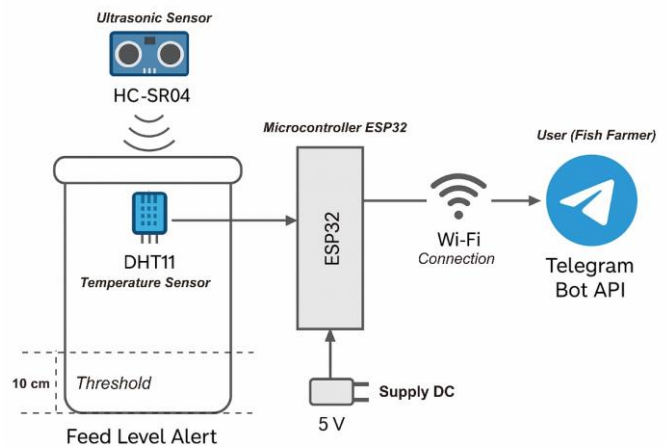 Ultrasonic Sensor
HC-SR04
Microcontroller ESP32
User (Fish Farmer)
ESP32
DHT11
Temperature Sensor
Wi-Fi
Connection
Telegram
Bot API
10 cm
Threshold
Supply DC
5 V
Feed Level Alert